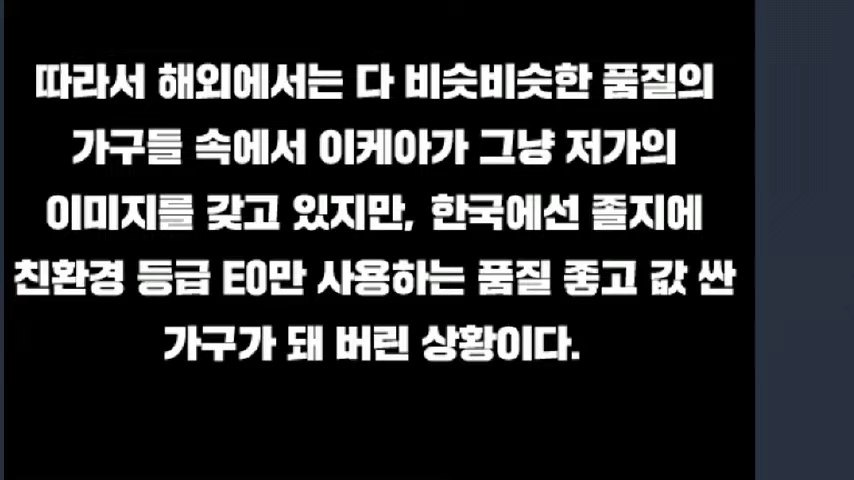 따라서 해외에서는 다 비슷비슷한 품질의
가구들 속에서 이케아가 그냥 저가의
이미지를 갖고 있지만, 한국에선 졸지에
친환경 등급 E0만 사용하는 품질 좋고 값 싼
가구가 돼 버린 상황이다.